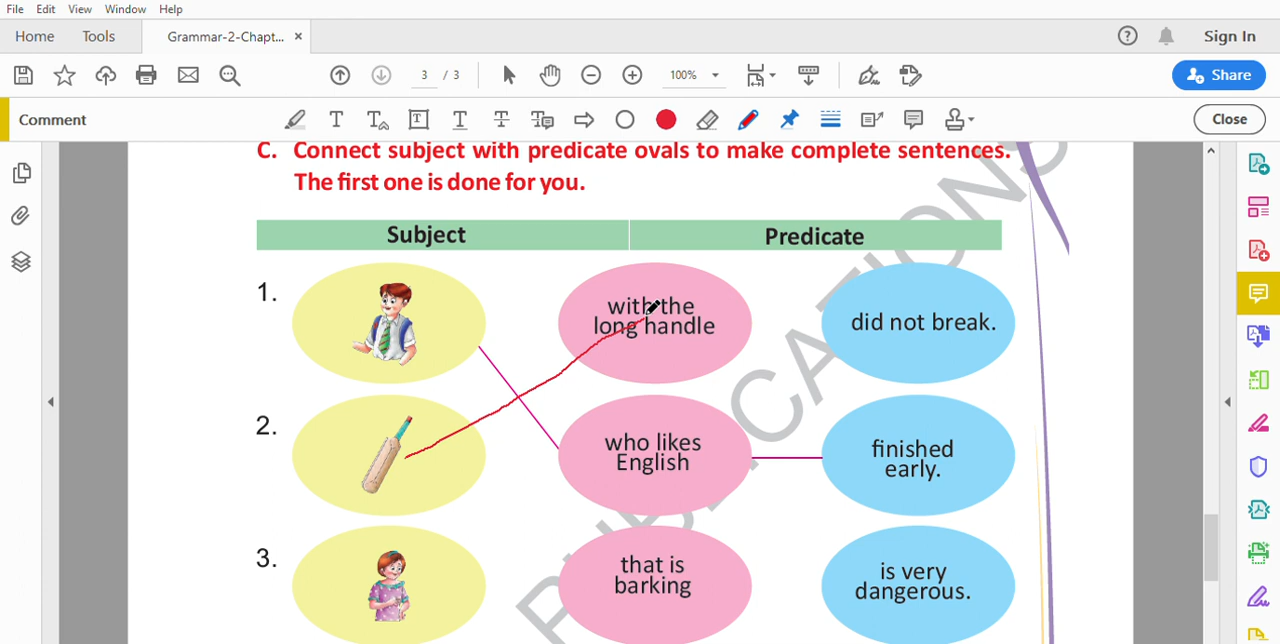 File Edit View Window Help
Home Tools Grammar-2-Chapt... × Sign In
3 / 3 100% Share
Comment Close
C. Connect subject with predicate ovals to make complete sentences.
The first one is done for you.
Subject Predicate
1.
with the
long handle
did not break.
2.
who likes
English
finished
early.
3.
that is
barking
is very
dangerous.